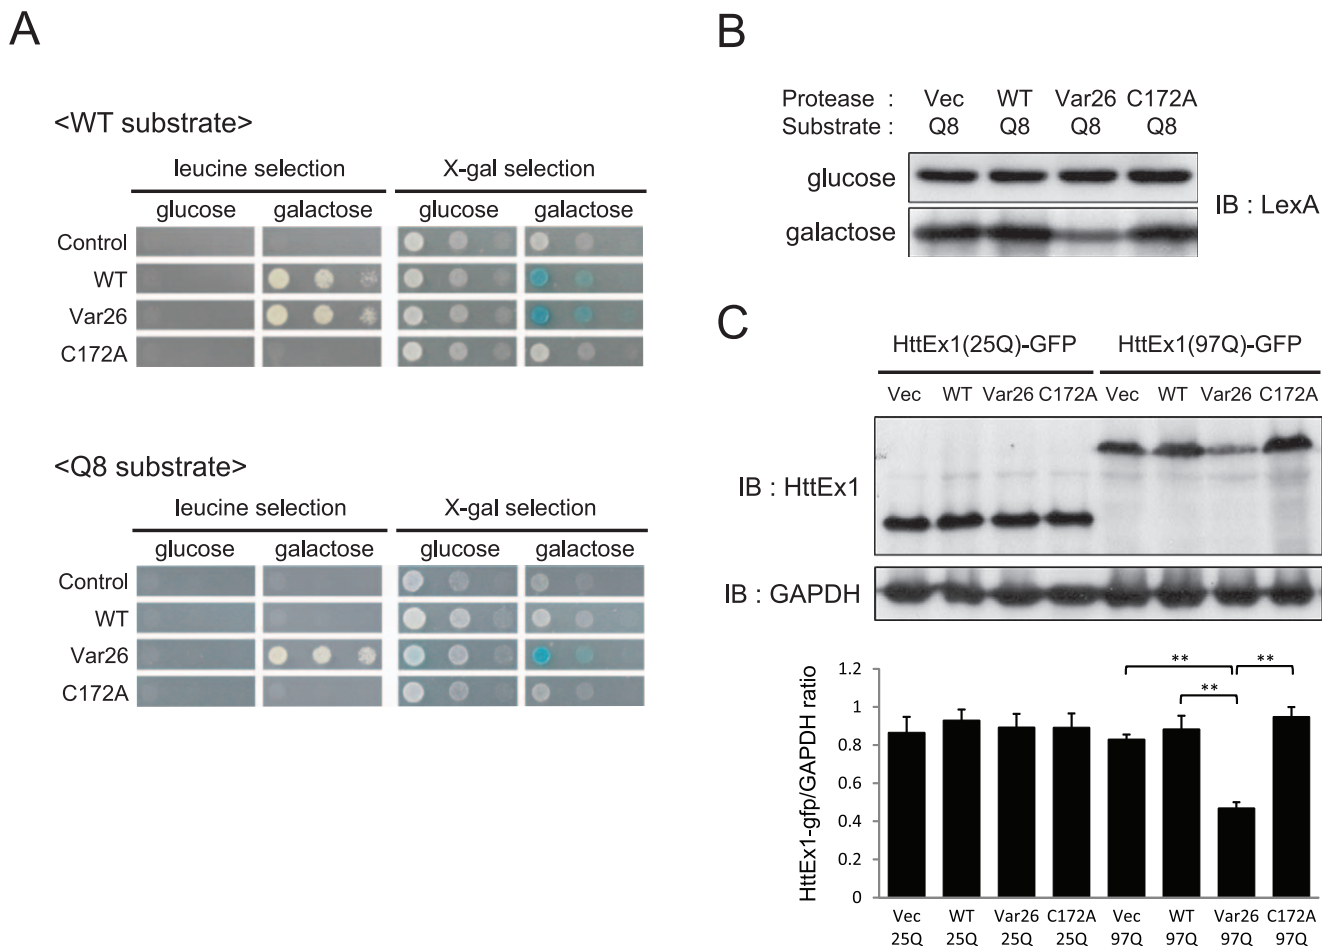 A
<WT substrate>
leucine selection X-gal selection
glucose galactose glucose galactose
Control
WT
Var26
C172A
<Q8 substrate>
leucine selection X-gal selection
glucose galactose glucose galactose
Control
WT
Var26
C172A
B
Protease : Vec WT Var26 C172A
Substrate : Q8 Q8 Q8 Q8
glucose
galactose
IB : LexA
C
HttEx1(25Q)-GFP HttEx1(97Q)-GFP
Vec WT Var26 C172A Vec WT Var26 C172A
IB : HttEx1
IB : GAPDH
HttEx1-gfp/GAPDH ratio
1.2
1
0.8
0.6
0.4
0.2
0
** **
**
Vec WT Var26 C172A Vec WT Var26 C172A
25Q 25Q 25Q 25Q 97Q 97Q 97Q 97Q